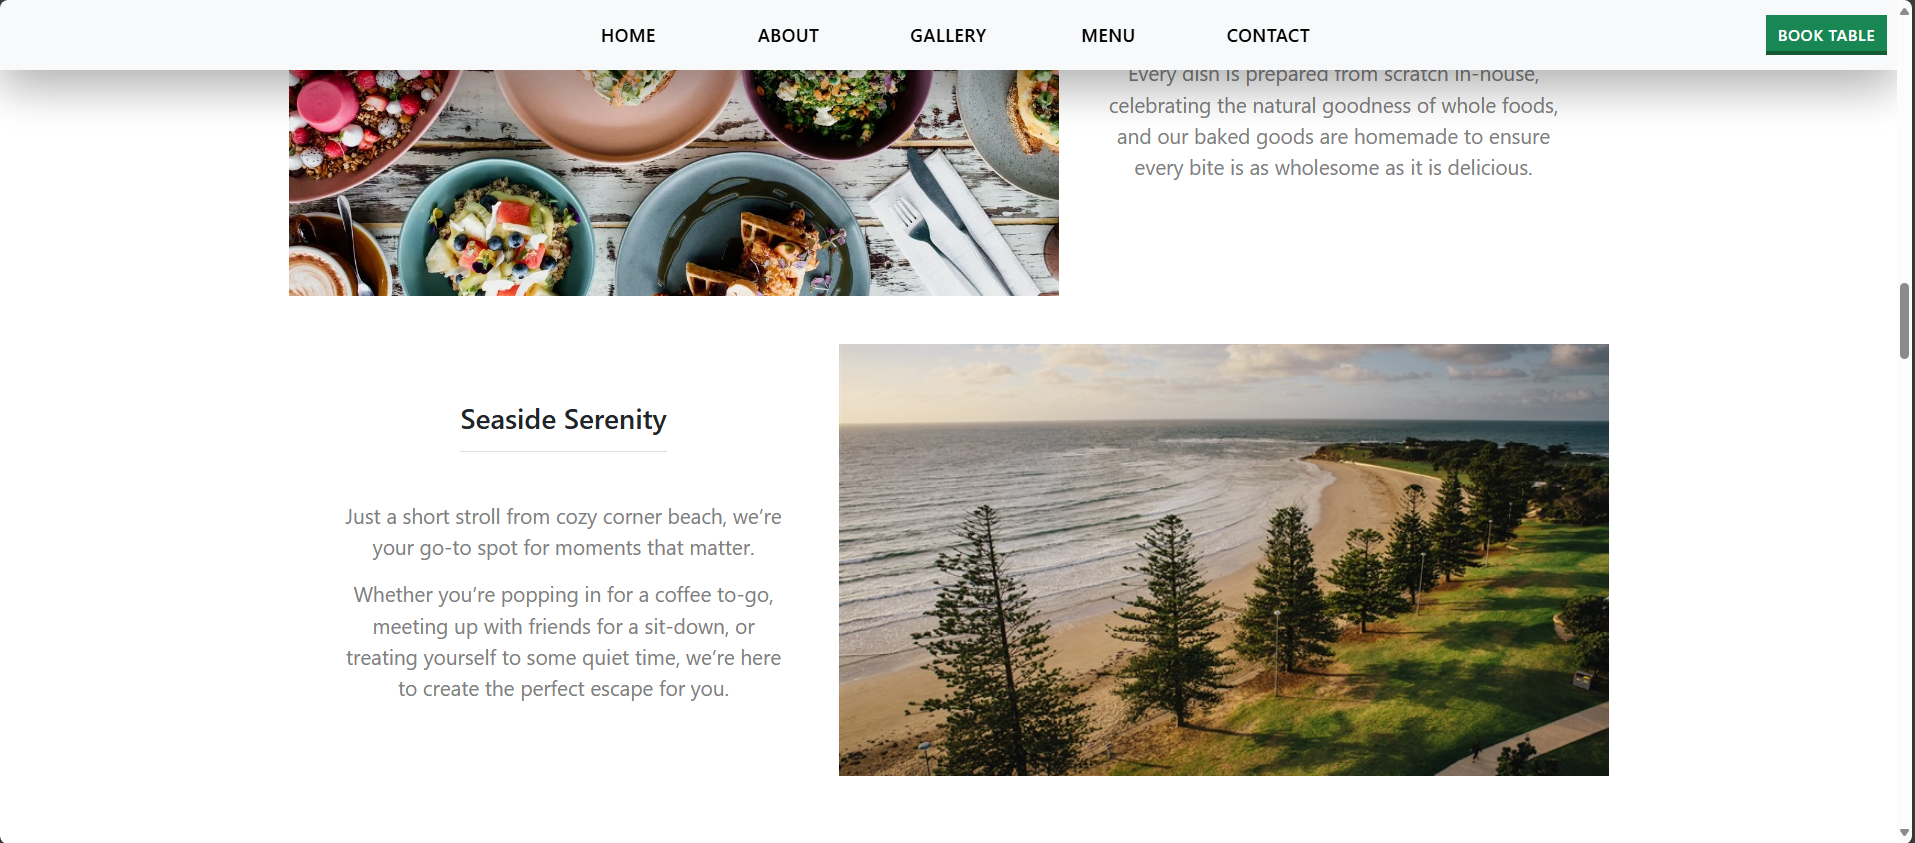 HOME ABOUT GALLERY MENU CONTACT BOOK TABLE
Every dish is prepared from scratch in-house,
celebrating the natural goodness of whole foods,
and our baked goods are homemade to ensure
every bite is as wholesome as it is delicious.
Seaside Serenity
Just a short stroll from cozy corner beach, we’re
your go-to spot for moments that matter.
Whether you’re popping in for a coffee to-go,
meeting up with friends for a sit-down, or
treating yourself to some quiet time, we’re here
to create the perfect escape for you.